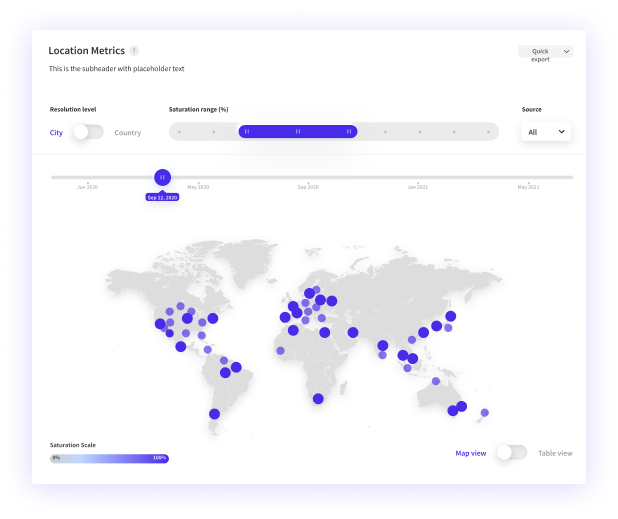 Location Metrics
Quick
export
This is the subheader with placeholder text
Resolution level
Saturation range (%)
Source
City
Country
All
Jan 2020
May 2020
Sep 2020
Jan 2021
May 2021
Sep 12, 2020
Saturation Scale
0%
100%
Map view
Table view